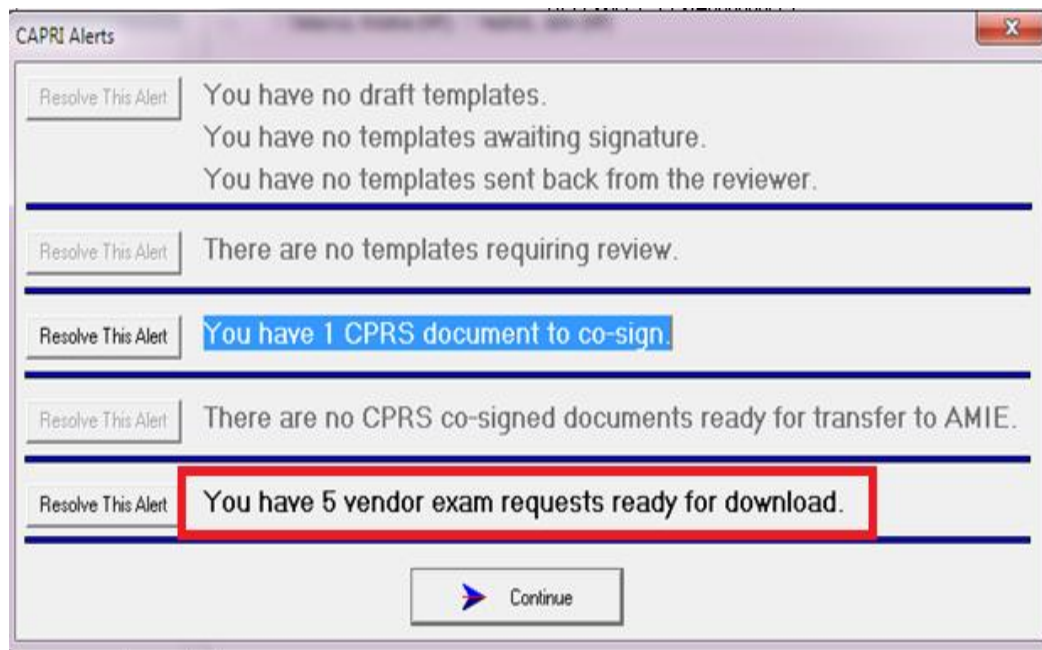 CAPRI Alerts
Resolve This Alert You have no draft templates.
You have no templates awaiting signature.
You have no templates sent back from the reviewer.
Resolve This Alert There are no templates requiring review.
Resolve This Alert You have 1 CPRS document to co-sign.
Resolve This Alert There are no CPRS co-signed documents ready for transfer to AMIE.
Resolve This Alert You have 5 vendor exam requests ready for download.
Continue